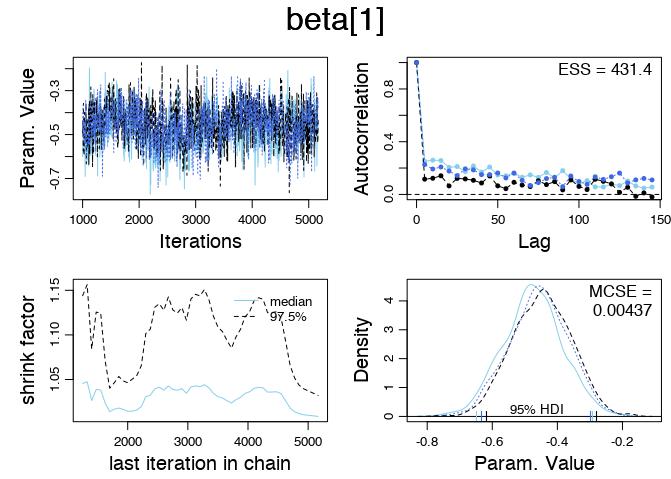 beta[1]
Param. Value
-0.3
-0.5
-0.7
1000 2000 3000 4000 5000
Iterations
Autocorrelation
0.8
0.4
0.0
ESS = 431.4
0 50 100 150
Lag
shrink factor
1.15
1.10
1.05
median
97.5%
2000 3000 4000 5000
last iteration in chain
Density
4
3
2
1
0
MCSE =
0.00437
95% HDI
-0.8 -0.6 -0.4 -0.2
Param. Value